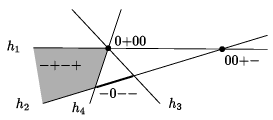 h₁ 0+00
00+-
-+-+
h₂ -0--
h₄ h₃